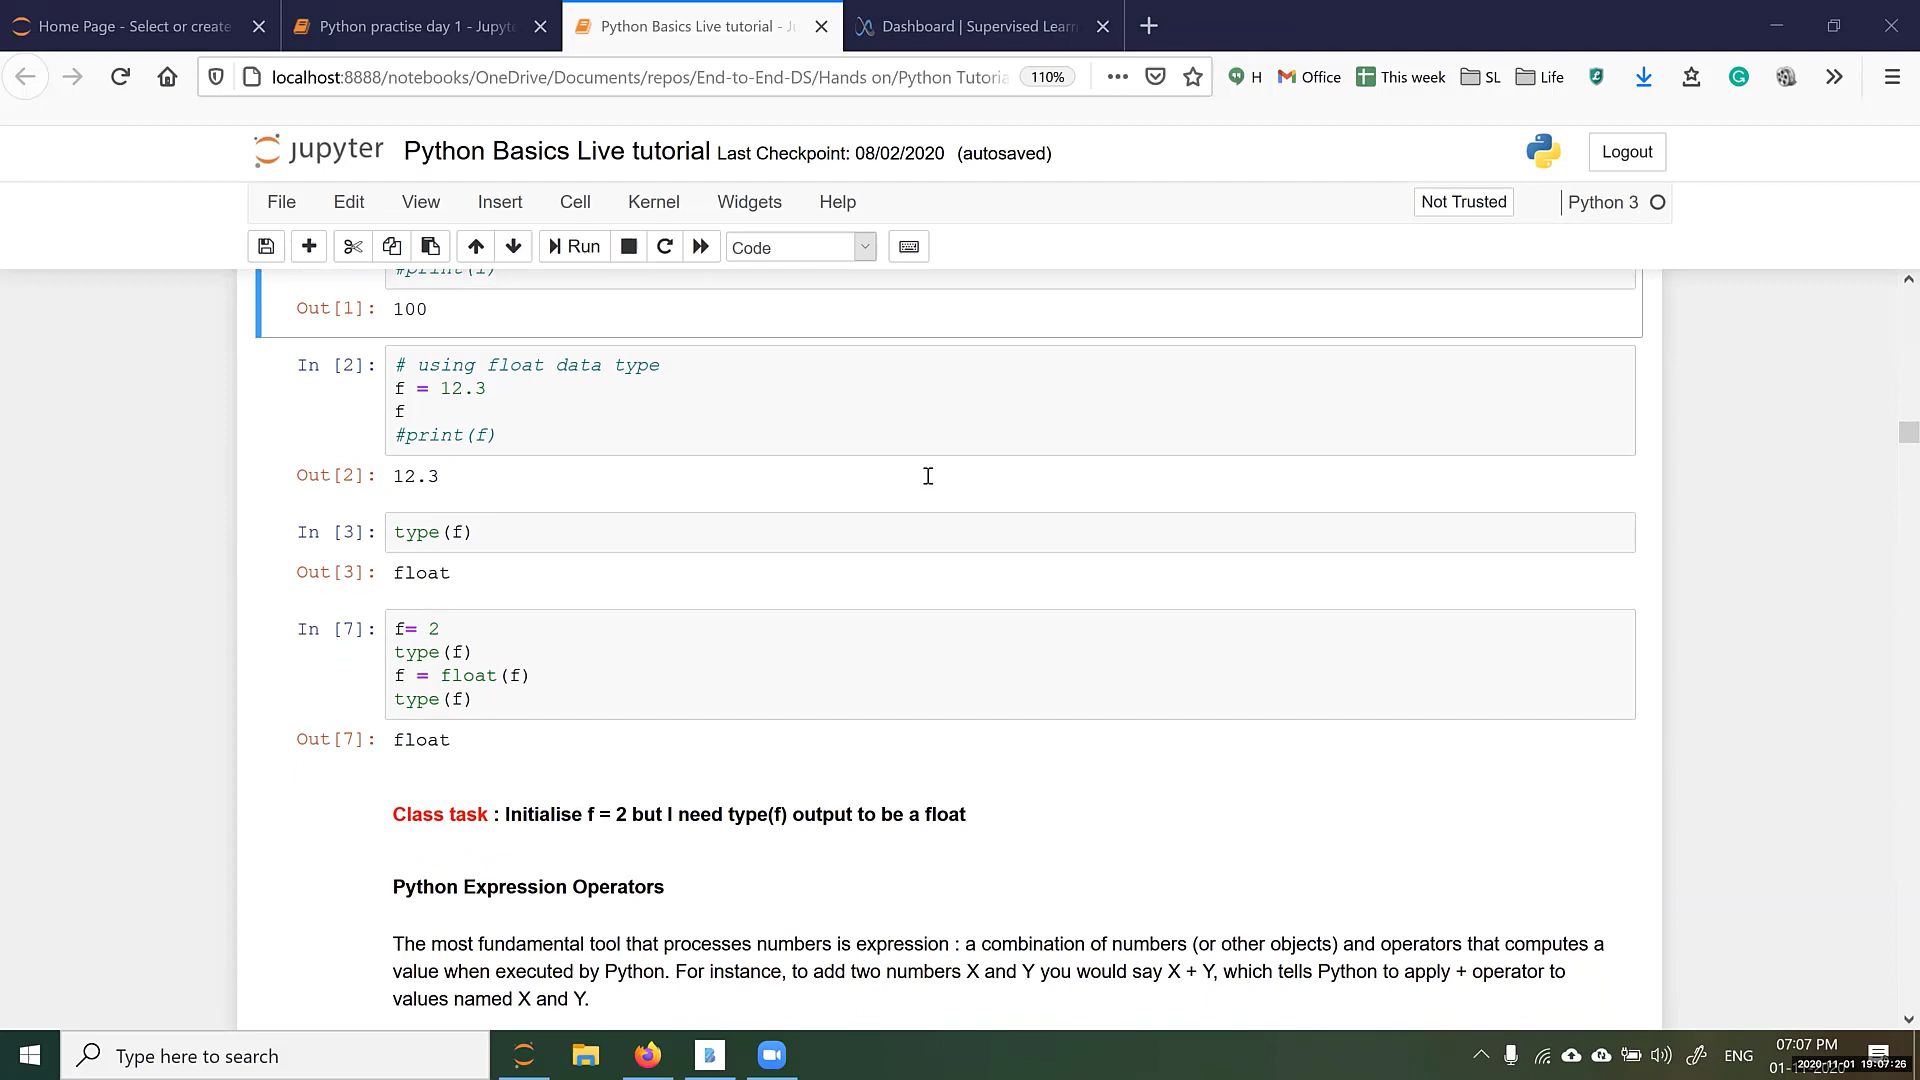 Home Page - Select or create
Python practise day 1 - Jupyte
Python Basics Live tutorial - Ju
Dashboard | Supervised Learn
localhost:8888/notebooks/OneDrive/Documents/repos/End-to-End-DS/Hands on/Python Tutoria
110%
H
Office
This week
SL
Life
jupyter
Python Basics Live tutorial Last Checkpoint: 08/02/2020 (autosaved)
Logout
File
Edit
View
Insert
Cell
Kernel
Widgets
Help
Not Trusted
Python 3
Run
Code
#print(i)
Out[1]: 100
In [2]: # using float data type
f = 12.3
f
#print(f)
Out[2]: 12.3
In [3]: type(f)
Out[3]: float
In [7]: f= 2
type(f)
f = float(f)
type(f)
Out[7]: float
Class task : Initialise f = 2 but I need type(f) output to be a float
Python Expression Operators
The most fundamental tool that processes numbers is expression : a combination of numbers (or other objects) and operators that computes a
value when executed by Python. For instance, to add two numbers X and Y you would say X + Y, which tells Python to apply + operator to
values named X and Y.
Type here to search
ENG
07:07 PM
2020-11-01 19:07:26